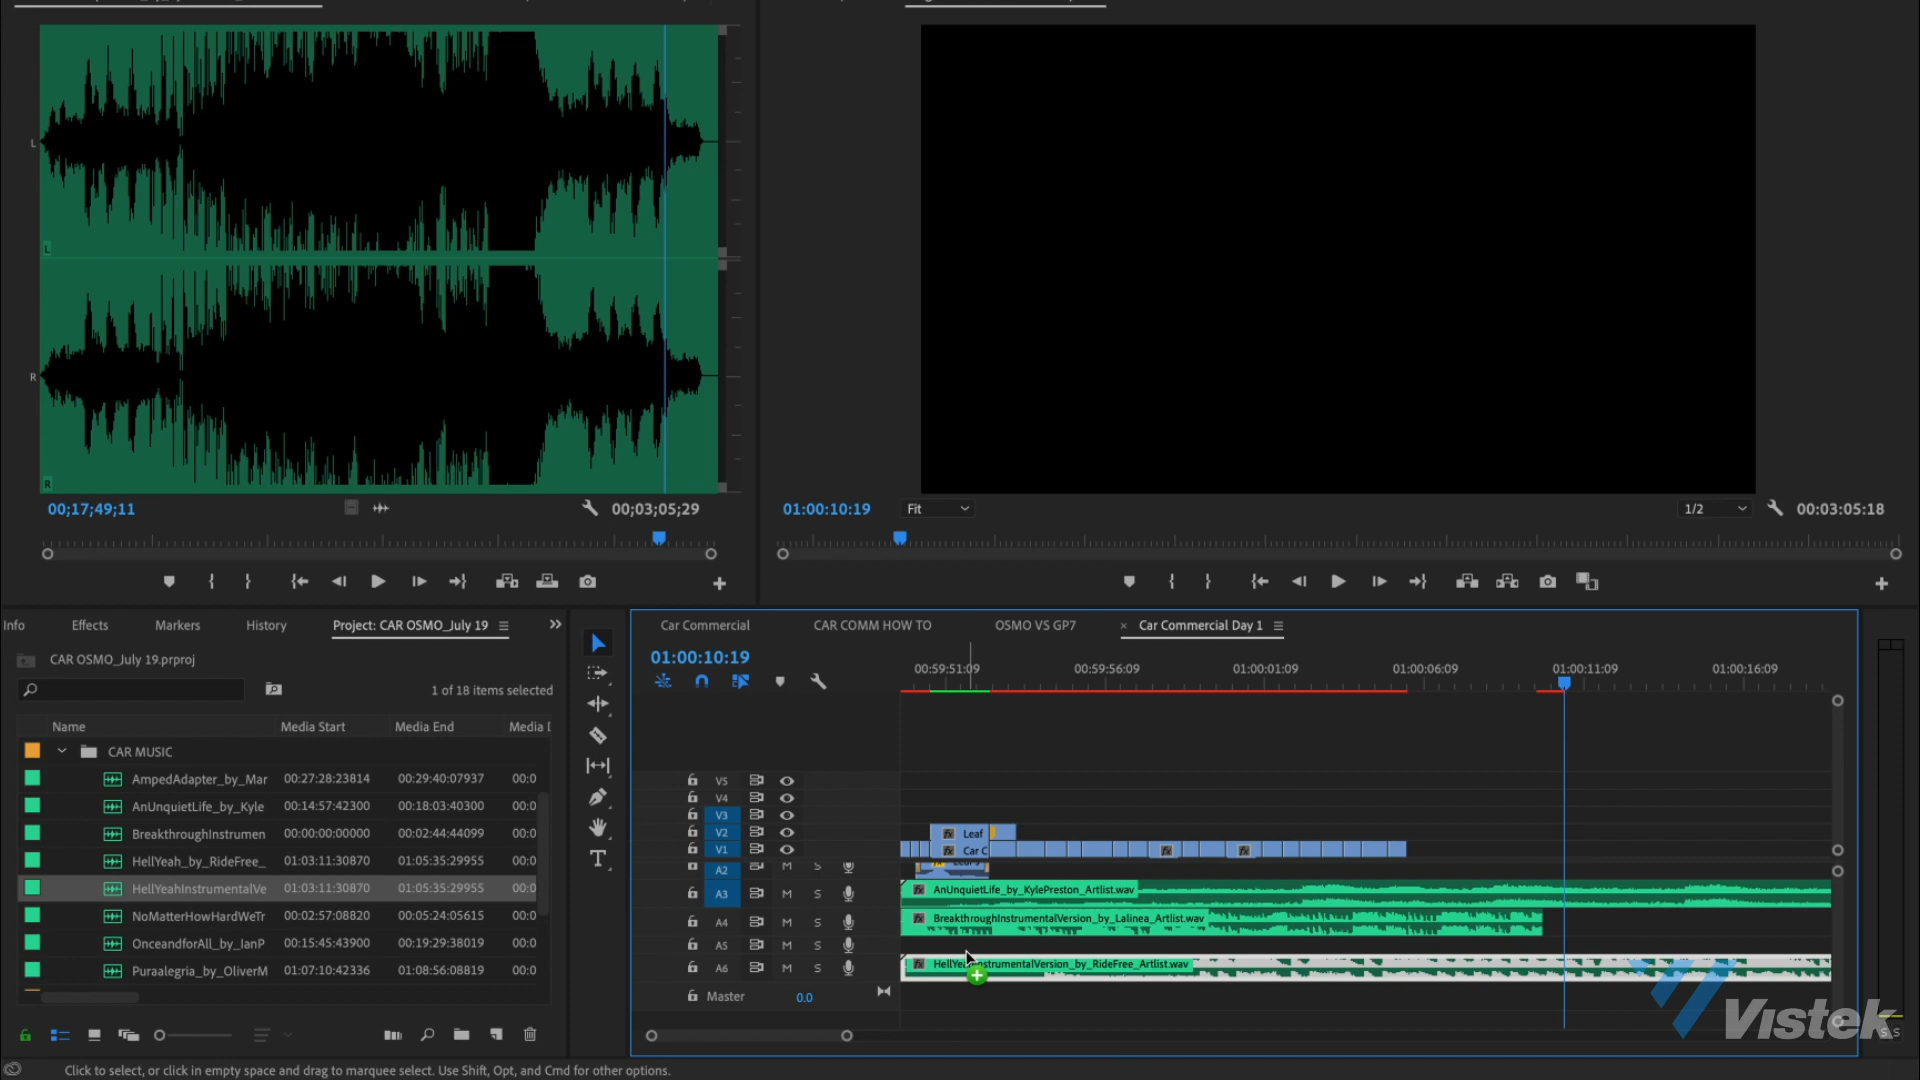 L
L
R
R
00;17;49;11
00;03;05;29
01:00:10:19
Fit
1/2
00:03:05:18
Info
Effects
Markers
History
Project: CAR OSMO_July 19
CAR OSMO_July 19.prproj
1 of 18 items selected
Name
Media Start
Media End
Media
CAR MUSIC
AmpedAdapter_by_Mar 00:27:28:23814 00:29:40:07937 00:0
AnUnquietLife_by_Kyle 00:14:57:42300 00:18:03:40300 00:0
BreakthroughInstrumen 00:00:00:00000 00:02:44:44099 00:0
HellYeah_by_RideFree_ 01:03:11:30870 01:05:35:29955 00:0
HellYeahInstrumentalVe 01:03:11:30870 01:05:35:29955 00:0
NoMatterHowHardWeTr 00:02:57:08820 00:05:24:05615 00:0
OnceandforAll_by_IanP 00:15:45:43900 00:19:29:38019 00:0
Puraalegria_by_OliverM 01:07:10:42336 01:08:56:08819 00:0
T
Car Commercial
CAR COMM HOW TO
OSMO VS GP7
× Car Commercial Day 1
01:00:10:19
00:59:51:09
00:59:56:09
01:00:01:09
01:00:06:09
01:00:11:09
01:00:16:09
V5
V4
V3
V2
fx Leaf
V1
fx Car C
fx
fx
A2 M S
A3 M S
fx AnUnquietLife_by_KylePreston_Artlist.wav
A4 M S
fx BreakthroughInstrumentalVersion_by_Lalinea_Artlist.wav
A5 M S
A6 M S
fx HellYeahInstrumentalVersion_by_RideFree_Artlist.wav
Master 0.0
Vistek
S S
Click to select, or click in empty space and drag to marquee select. Use Shift, Opt, and Cmd for other options.